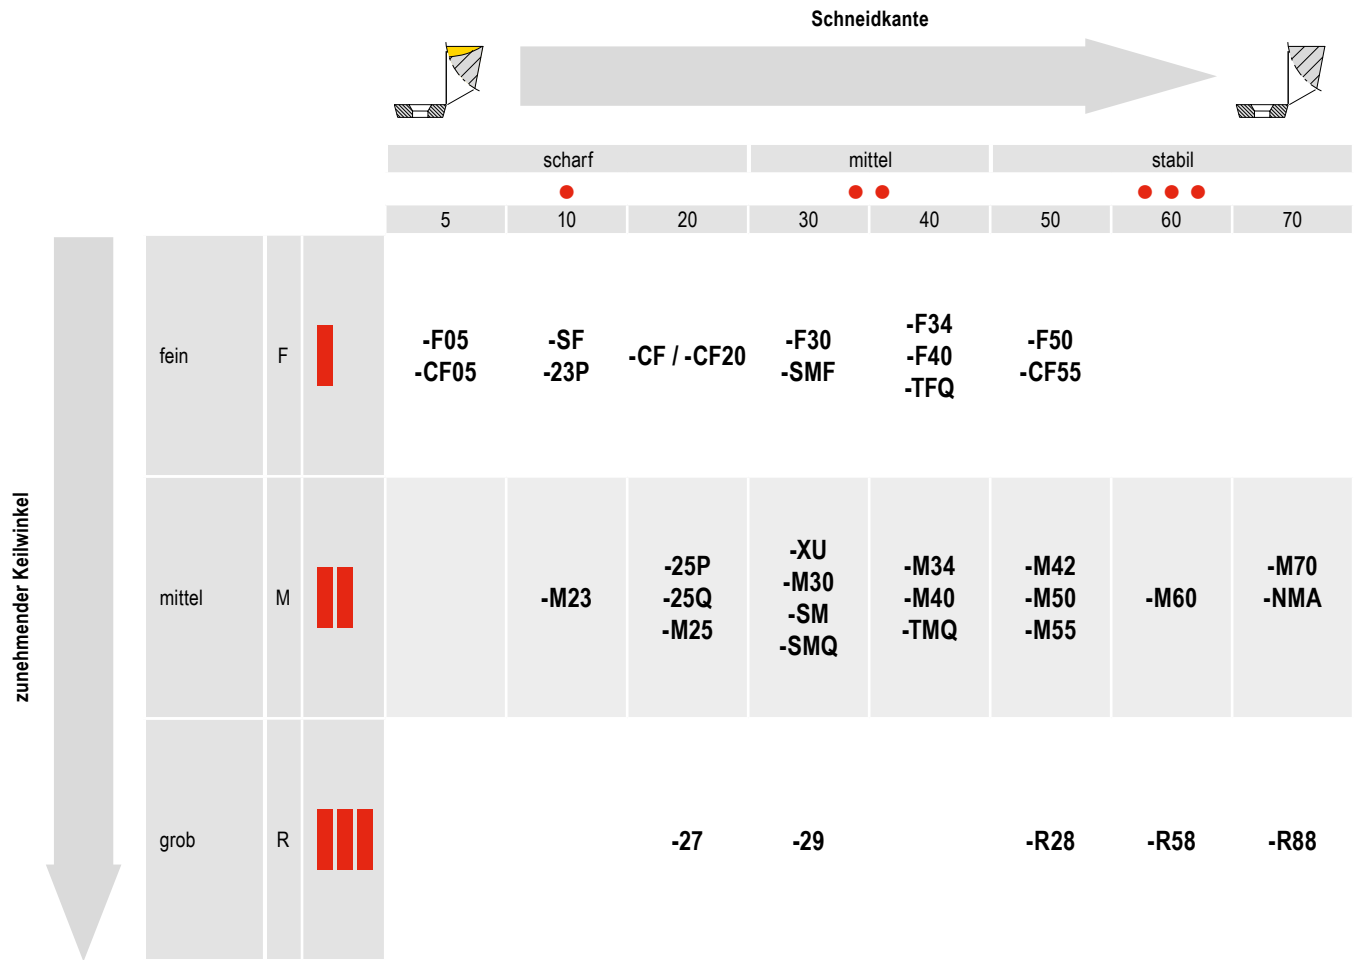 Schneidkante
scharf mittel stabil
5 10 20 30 40 50 60 70
zunehmender Keilwinkel
fein F
-F05
-CF05
-SF
-23P
-CF / -CF20
-F30
-SMF
-F34
-F40
-TFQ
-F50
-CF55
mittel M
-M23
-25P
-25Q
-M25
-XU
-M30
-SM
-SMQ
-M34
-M40
-TMQ
-M42
-M50
-M55
-M60
-M70
-NMA
grob R
-27 -29 -R28 -R58 -R88